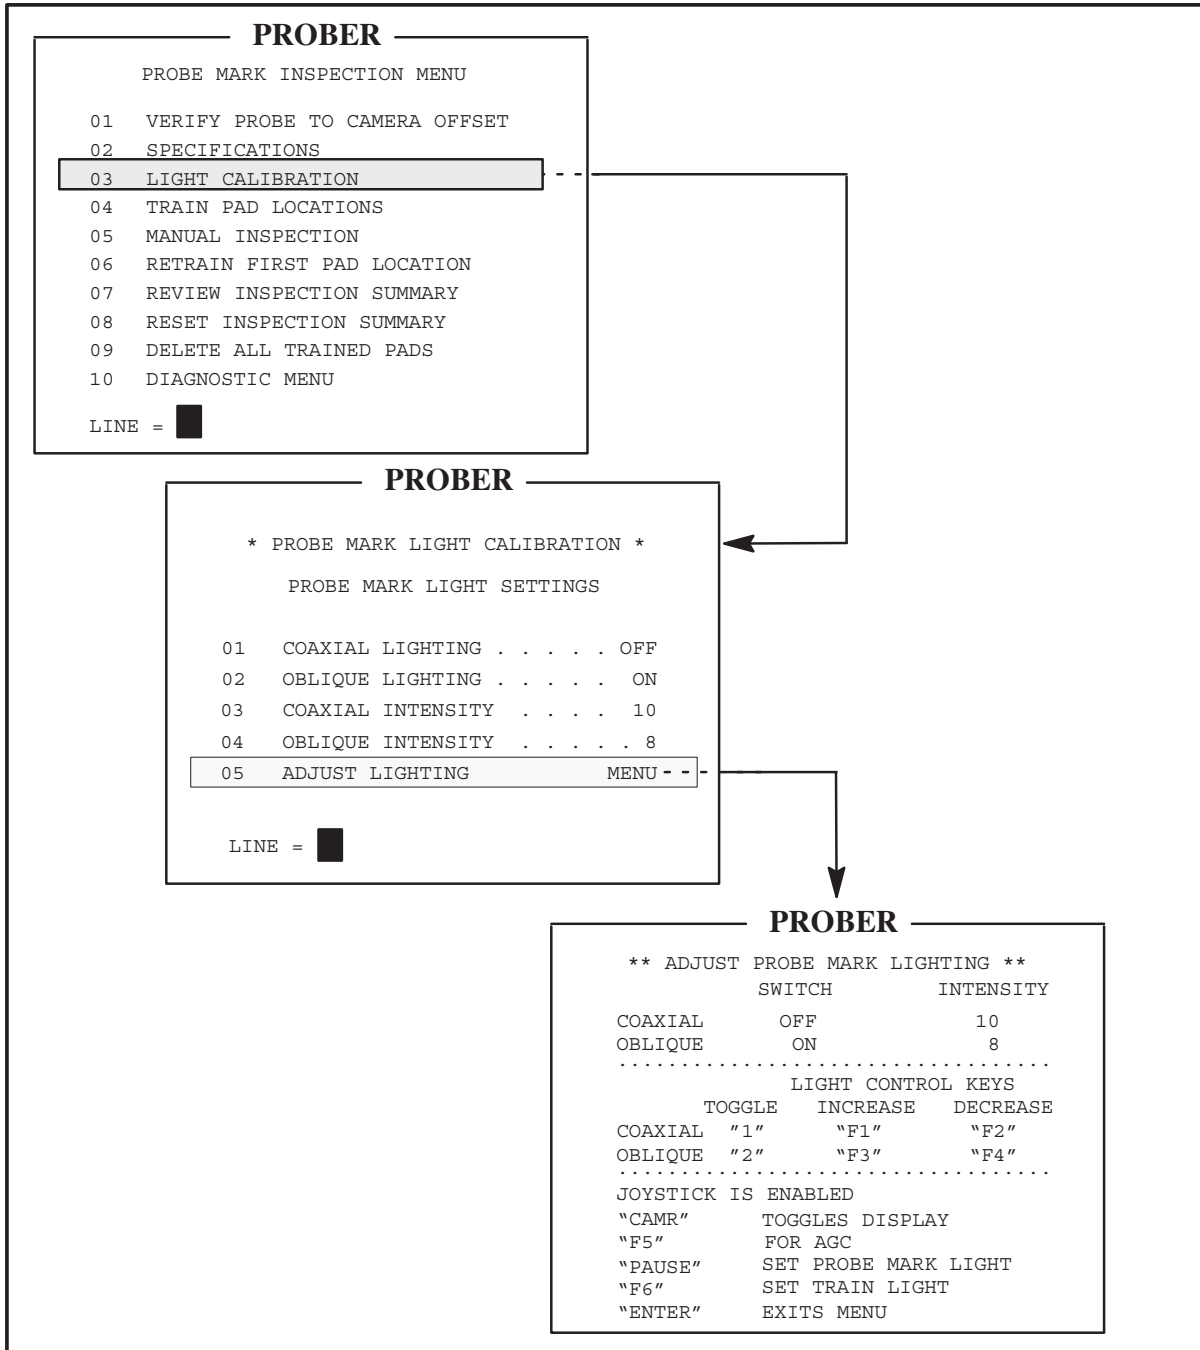 PROBER
PROBE MARK INSPECTION MENU
01 VERIFY PROBE TO CAMERA OFFSET
02 SPECIFICATIONS
03 LIGHT CALIBRATION
04 TRAIN PAD LOCATIONS
05 MANUAL INSPECTION
06 RETRAIN FIRST PAD LOCATION
07 REVIEW INSPECTION SUMMARY
08 RESET INSPECTION SUMMARY
09 DELETE ALL TRAINED PADS
10 DIAGNOSTIC MENU
LINE =
PROBER
* PROBE MARK LIGHT CALIBRATION *
PROBE MARK LIGHT SETTINGS
01 COAXIAL LIGHTING . . . . . OFF
02 OBLIQUE LIGHTING . . . . . ON
03 COAXIAL INTENSITY . . . . 10
04 OBLIQUE INTENSITY . . . . . 8
05 ADJUST LIGHTING MENU
LINE =
PROBER
** ADJUST PROBE MARK LIGHTING **
SWITCH INTENSITY
COAXIAL OFF 10
OBLIQUE ON 8
...................................
LIGHT CONTROL KEYS
TOGGLE INCREASE DECREASE
COAXIAL ”1” “F1” “F2”
OBLIQUE ”2” “F3” “F4”
...................................
JOYSTICK IS ENABLED
“CAMR” TOGGLES DISPLAY
“F5” FOR AGC
“PAUSE” SET PROBE MARK LIGHT
“F6” SET TRAIN LIGHT
“ENTER” EXITS MENU